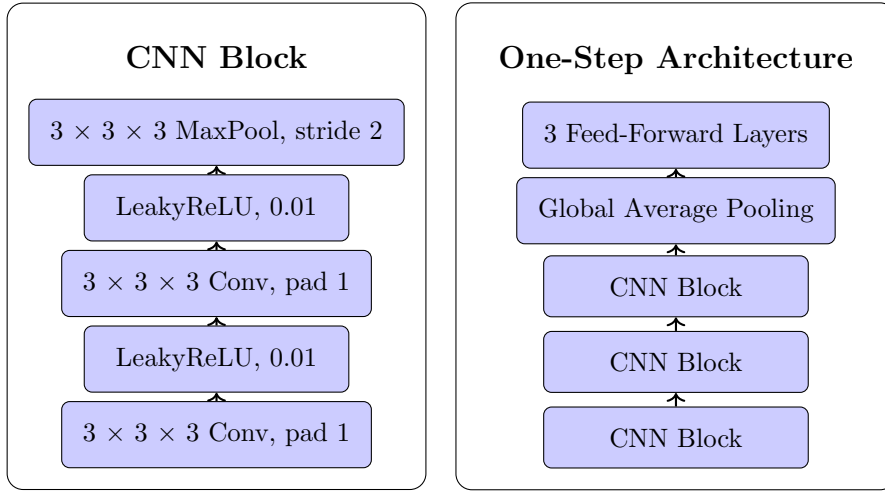 CNN Block
3 × 3 × 3 MaxPool, stride 2
LeakyReLU, 0.01
3 × 3 × 3 Conv, pad 1
LeakyReLU, 0.01
3 × 3 × 3 Conv, pad 1
One-Step Architecture
3 Feed-Forward Layers
Global Average Pooling
CNN Block
CNN Block
CNN Block